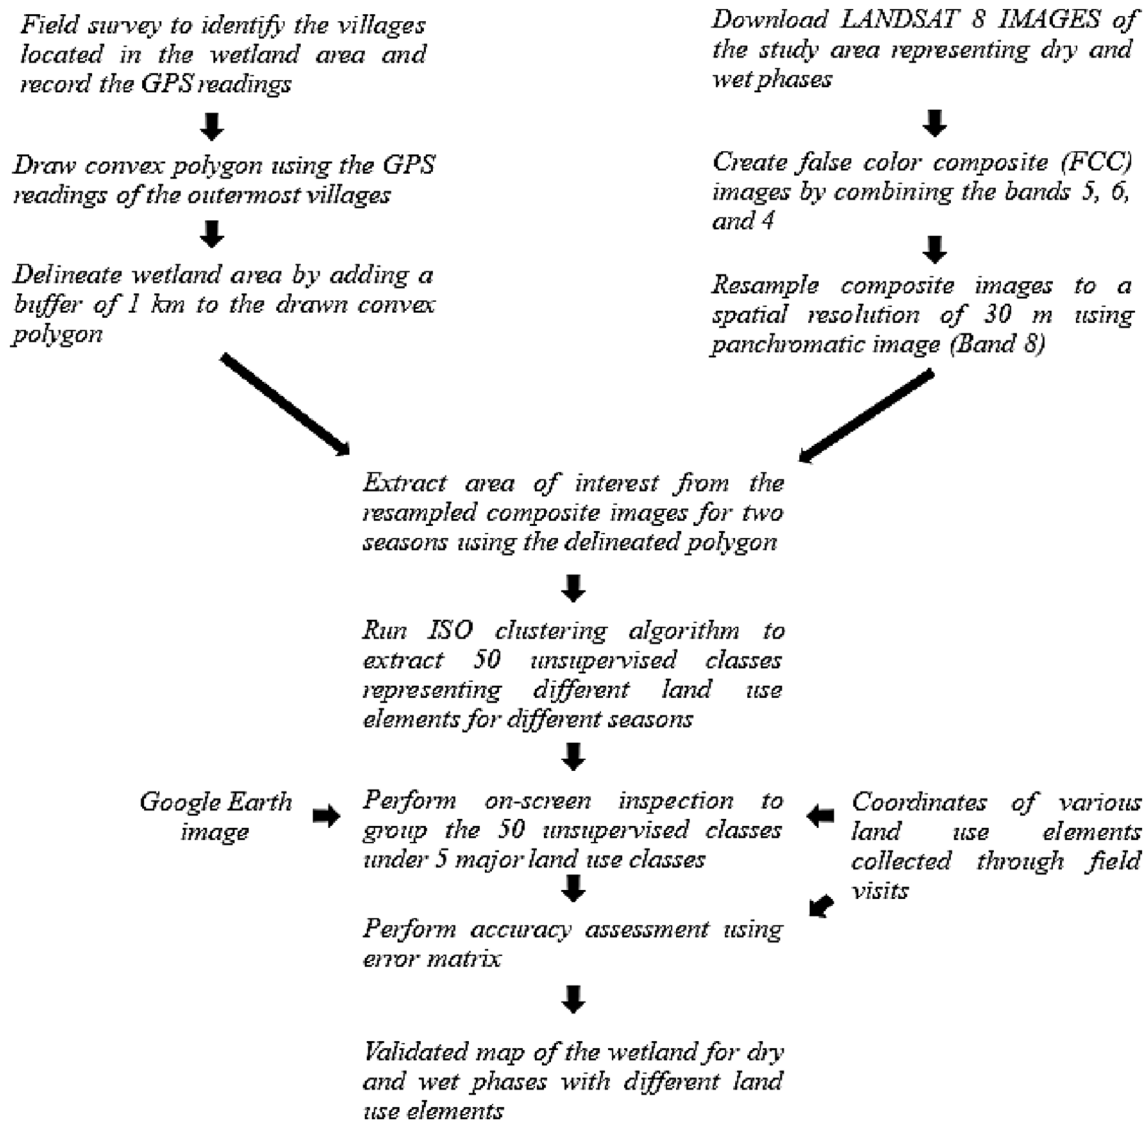 Field survey to identify the villages
located in the wetland area and
record the GPS readings
Draw convex polygon using the GPS
readings of the outermost villages
Delineate wetland area by adding a
buffer of 1 km to the drawn convex
polygon
Download LANDSAT 8 IMAGES of
the study area representing dry and
wet phases
Create false color composite (FCC)
images by combining the bands 5, 6,
and 4
Resample composite images to a
spatial resolution of 30 m using
panchromatic image (Band 8)
Extract area of interest from the
resampled composite images for two
seasons using the delineated polygon
Run ISO clustering algorithm to
extract 50 unsupervised classes
representing different land use
elements for different seasons
Google Earth
image
Perform on-screen inspection to
group the 50 unsupervised classes
under 5 major land use classes
Coordinates of various
land use elements
collected through field
visits
Perform accuracy assessment using
error matrix
Validated map of the wetland for dry
and wet phases with different land
use elements